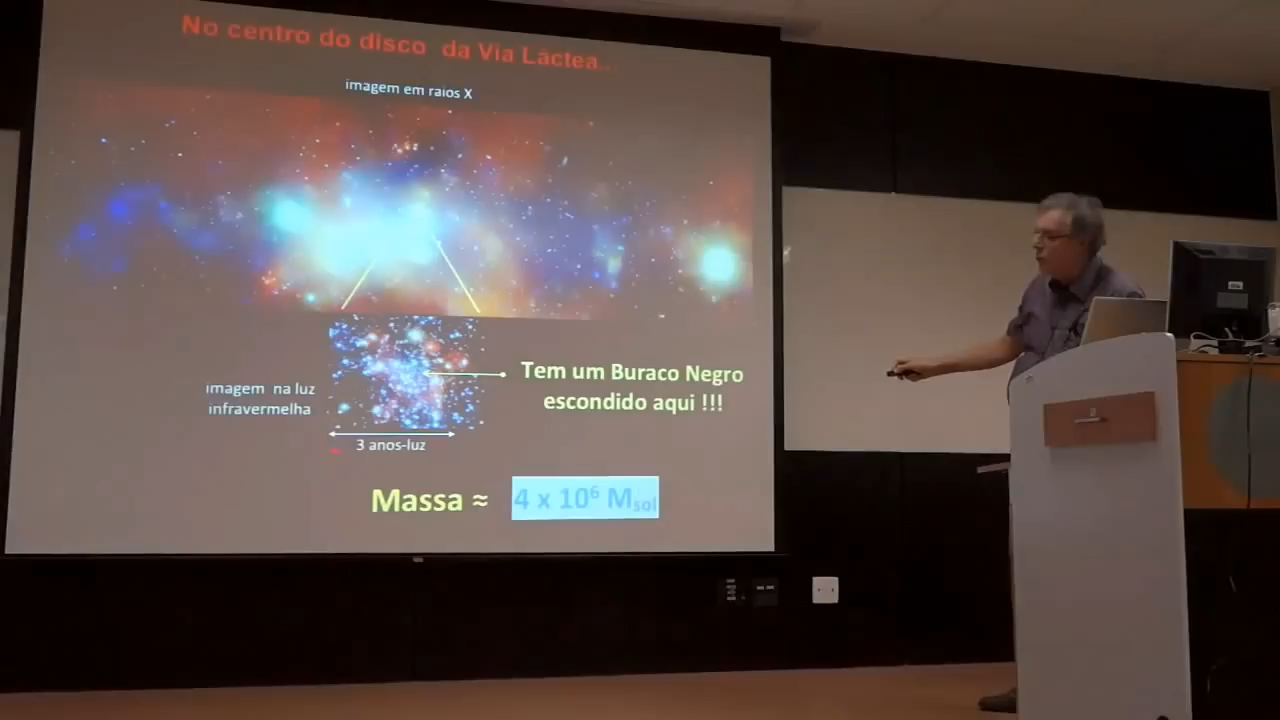 No centro do disco da Via Láctea...
imagem em raios X
Tem um Buraco Negro
escondido aqui !!!
imagem na luz
infravermelha
3 anos-luz
Massa ≈ 4 x 10⁶ Msol